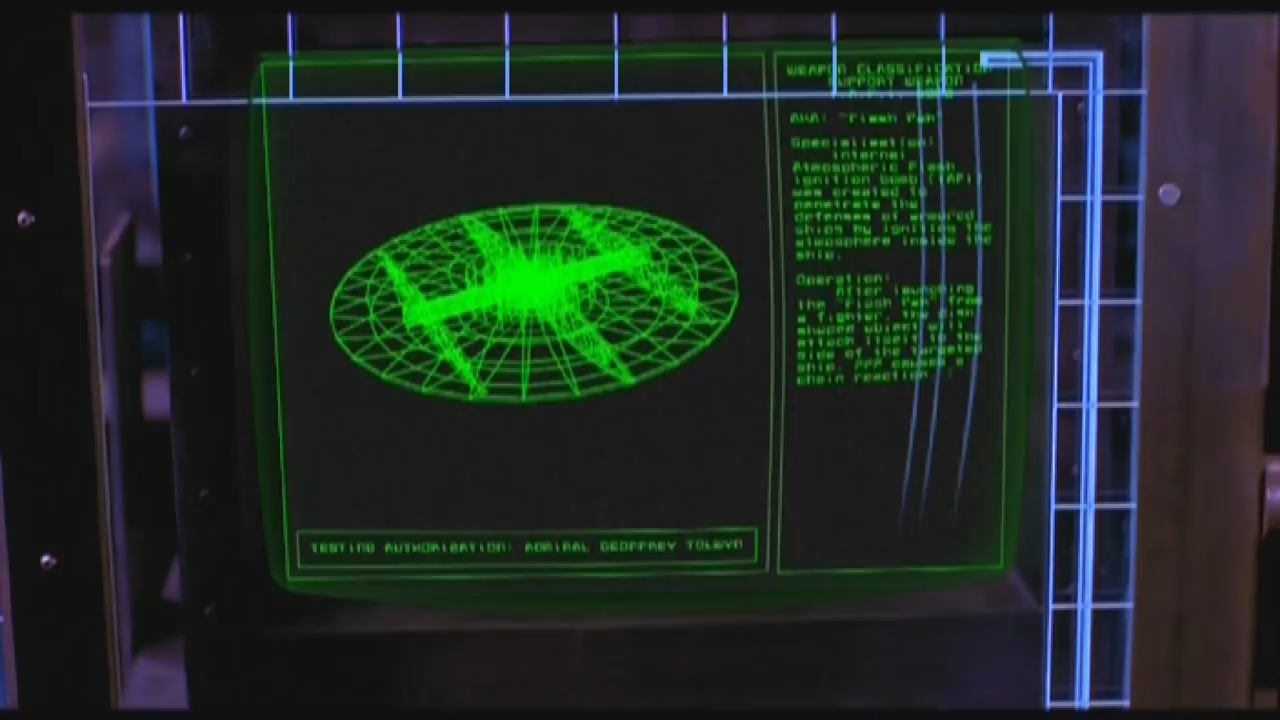 WEAPON CLASSIFICATION
SUPPORT WEAPON
AKA: "Flash Pak"
Specialization:
Internal
Atmospheric Flash
ignition bomb (IAF)
was created to
penetrate the
defenses of armored
ships by igniting the
atmosphere inside the
ship.
Operation:
After launching
the "Flash Pak" from
a fighter, the disk
shaped object will
attach itself to the
side of the targeted
ship. causes a
chain reaction
TESTING AUTHORIZATION: ADMIRAL GEOFFREY TOLWYN